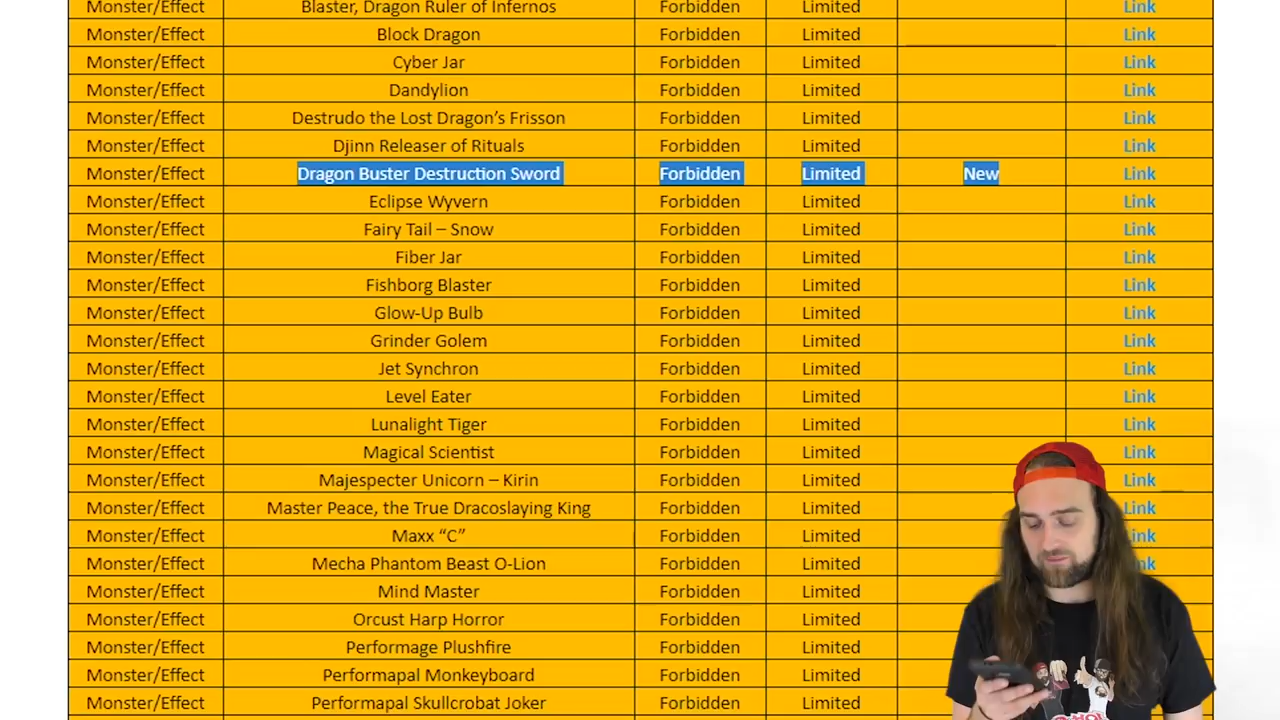 Monster/Effect Blaster, Dragon Ruler of Infernos Forbidden Limited Link
Monster/Effect Block Dragon Forbidden Limited Link
Monster/Effect Cyber Jar Forbidden Limited Link
Monster/Effect Dandylion Forbidden Limited Link
Monster/Effect Destrudo the Lost Dragon’s Frisson Forbidden Limited Link
Monster/Effect Djinn Releaser of Rituals Forbidden Limited Link
Monster/Effect Dragon Buster Destruction Sword Forbidden Limited New Link
Monster/Effect Eclipse Wyvern Forbidden Limited Link
Monster/Effect Fairy Tail – Snow Forbidden Limited Link
Monster/Effect Fiber Jar Forbidden Limited Link
Monster/Effect Fishborg Blaster Forbidden Limited Link
Monster/Effect Glow-Up Bulb Forbidden Limited Link
Monster/Effect Grinder Golem Forbidden Limited Link
Monster/Effect Jet Synchron Forbidden Limited Link
Monster/Effect Level Eater Forbidden Limited Link
Monster/Effect Lunalight Tiger Forbidden Limited Link
Monster/Effect Magical Scientist Forbidden Limited Link
Monster/Effect Majespecter Unicorn – Kirin Forbidden Limited Link
Monster/Effect Master Peace, the True Dracoslaying King Forbidden Limited Link
Monster/Effect Maxx “C” Forbidden Limited Link
Monster/Effect Mecha Phantom Beast O-Lion Forbidden Limited
Monster/Effect Mind Master Forbidden Limited
Monster/Effect Orcust Harp Horror Forbidden Limited
Monster/Effect Performage Plushfire Forbidden Limited
Monster/Effect Performapal Monkeyboard Forbidden Limited
Monster/Effect Performapal Skullcrobat Joker Forbidden Limited